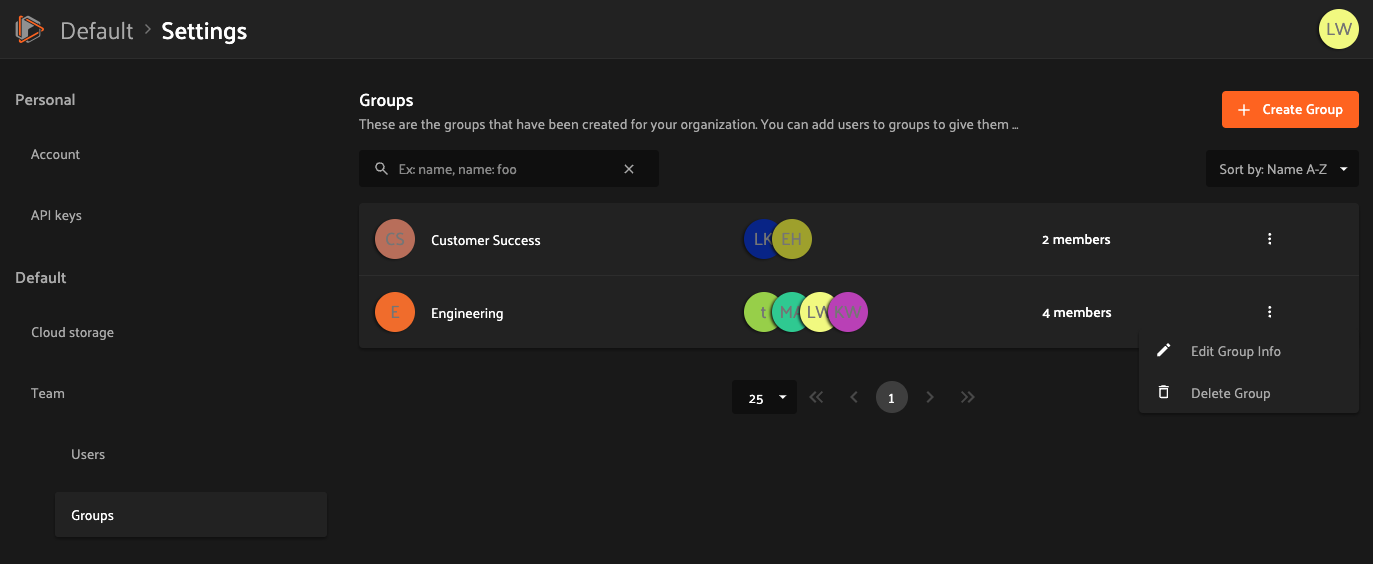 Default > Settings
LW
Personal
Account
API keys
Default
Cloud storage
Team
Users
Groups
Groups
These are the groups that have been created for your organization. You can add users to groups to give them ...
+ Create Group
Ex: name, name: foo
Sort by: Name A-Z
CS Customer Success LK EH 2 members
E Engineering t MA LW 4 members
Edit Group Info
Delete Group
25 1